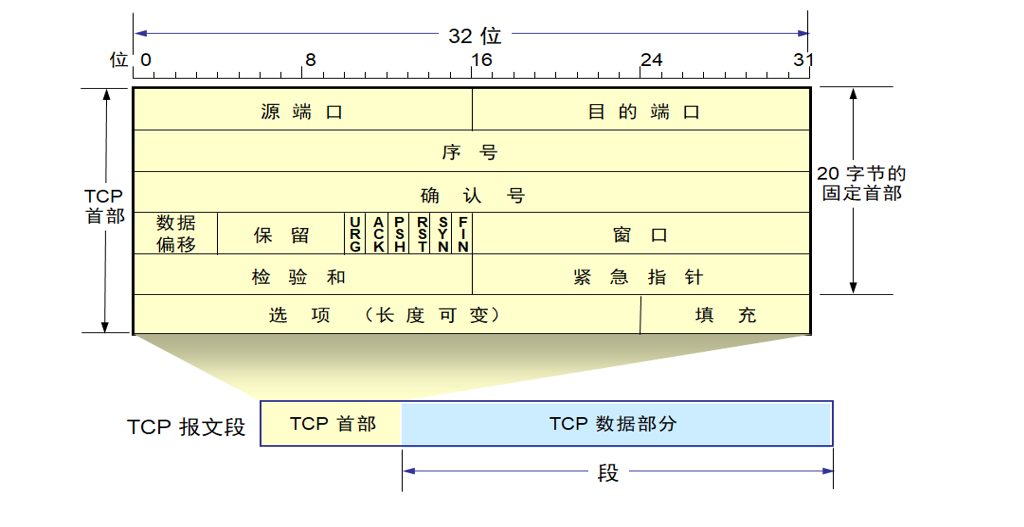 32 位
位 0 8 16 24 31
源 端 口 目 的 端 口
序 号
TCP
首部
确 认 号
20 字节的
固定首部
数据
偏移
保 留
URG
ACK
PSH
RST
SYN
FIN
窗 口
检 验 和 紧 急 指 针
选 项 （长 度 可 变） 填 充
TCP 报文段
TCP 首部
TCP 数据部分
段